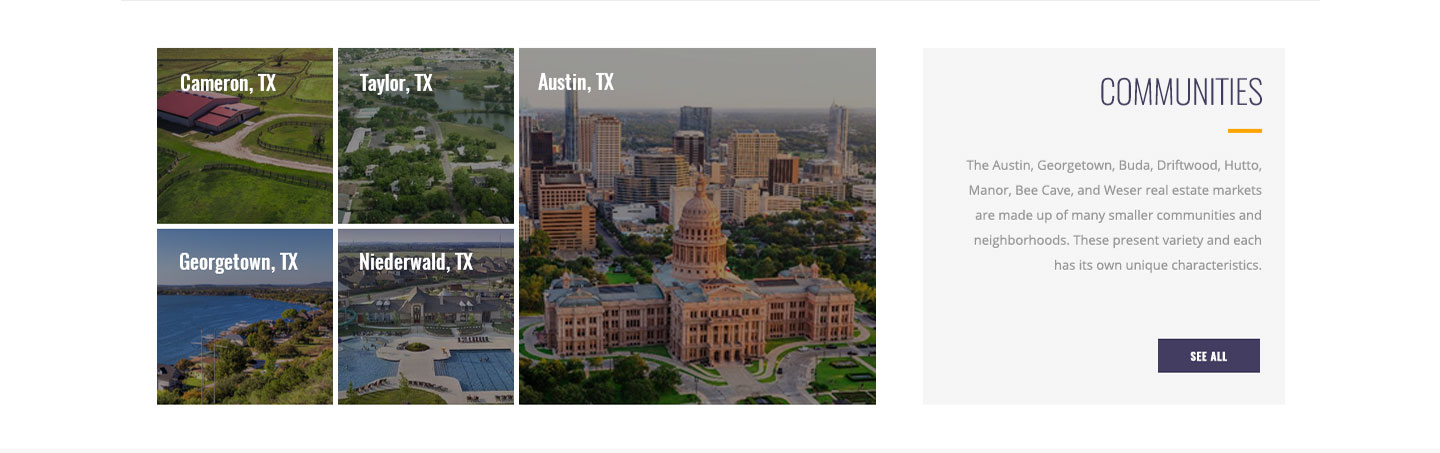 Cameron, TX
Taylor, TX
Austin, TX
Georgetown, TX
Niederwald, TX
COMMUNITIES
The Austin, Georgetown, Buda, Driftwood, Hutto,
Manor, Bee Cave, and Weser real estate markets
are made up of many smaller communities and
neighborhoods. These present variety and each
has its own unique characteristics.
SEE ALL